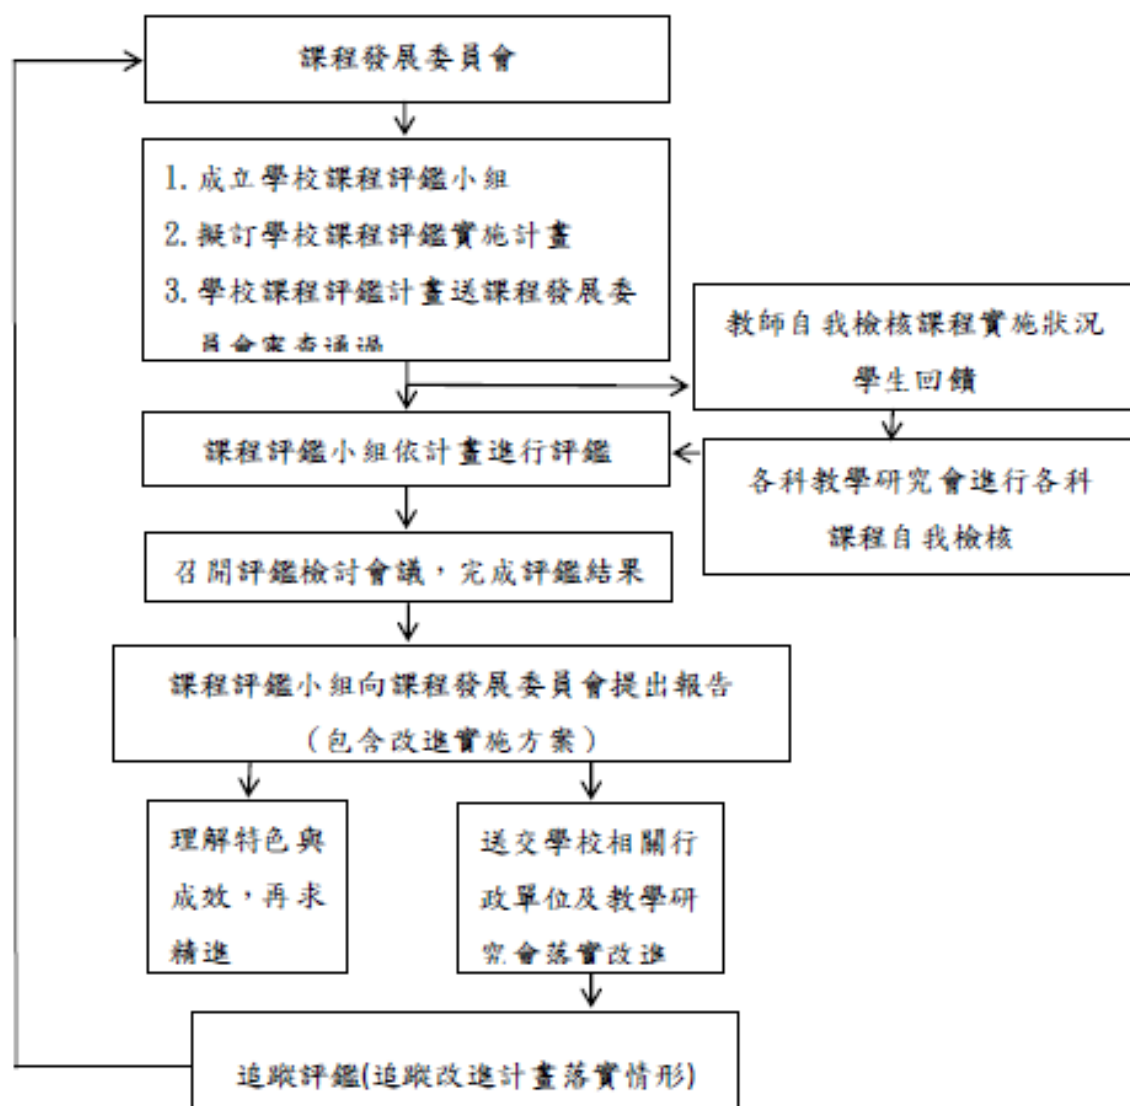 課程發展委員會
1. 成立學校課程評鑑小組
2. 擬訂學校課程評鑑實施計畫
3. 學校課程評鑑計畫送課程發展委
員會審查通過
教師自我檢核課程實施狀況
學生回饋
課程評鑑小組依計畫進行評鑑
各科教學研究會進行各科
課程自我檢核
召開評鑑檢討會議，完成評鑑結果
課程評鑑小組向課程發展委員會提出報告
（包含改進實施方案）
理解特色與
成效，再求
精進
送交學校相關行
政單位及教學研
究會落實改進
追蹤評鑑(追蹤改進計畫落實情形)